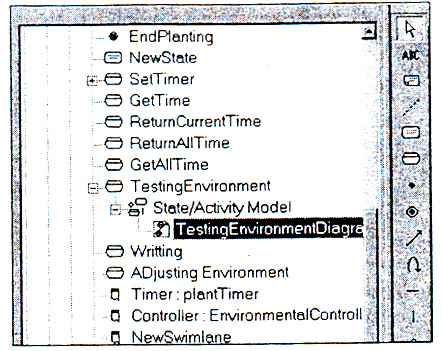 EndPlanting
NewState
SetTimer
GetTime
ReturnCurrentTime
ReturnAllTime
GetAllTime
TestingEnvironment
State/Activity Model
TestingEnvironmentDiagra
Writting
ADjusting Environment
Timer : plantTimer
Controller : EnvironmentalControll
NewSwimlane
ABC